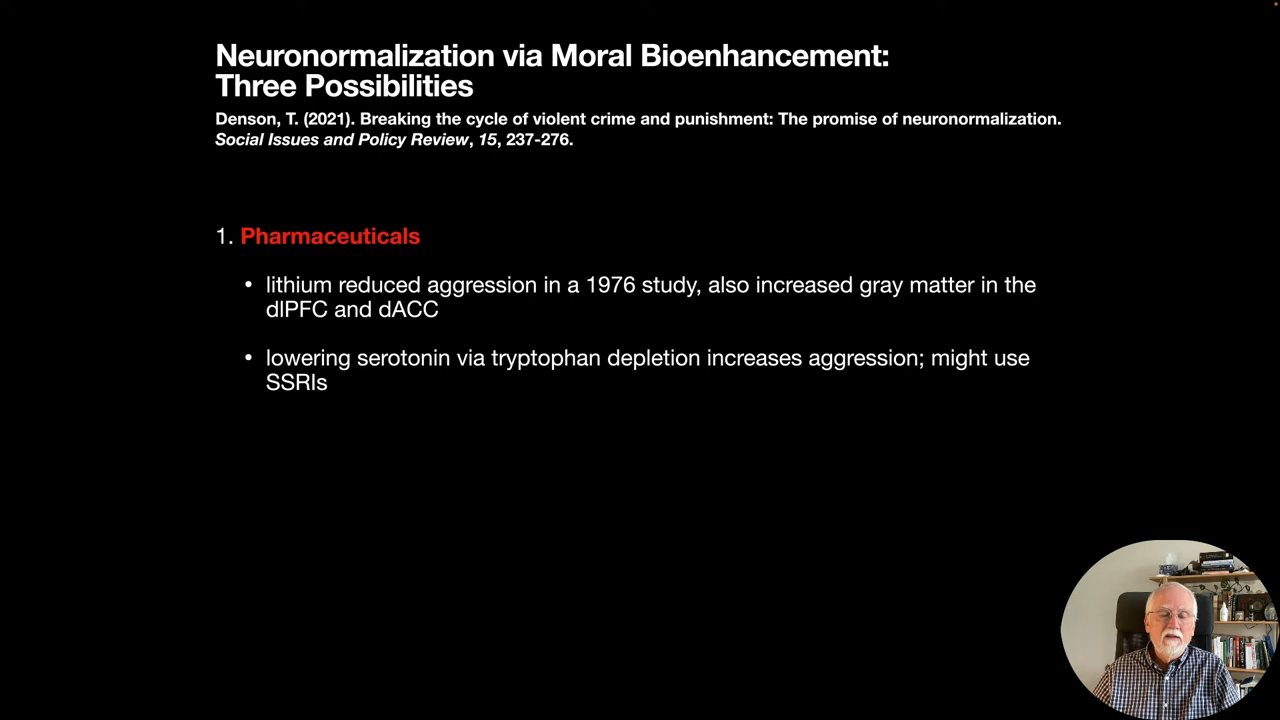 Neuronormalization via Moral Bioenhancement:
Three Possibilities
Denson, T. (2021). Breaking the cycle of violent crime and punishment: The promise of neuronormalization.
Social Issues and Policy Review, 15, 237-276.
1. Pharmaceuticals
• lithium reduced aggression in a 1976 study, also increased gray matter in the
dlPFC and dACC
• lowering serotonin via tryptophan depletion increases aggression; might use
SSRIs